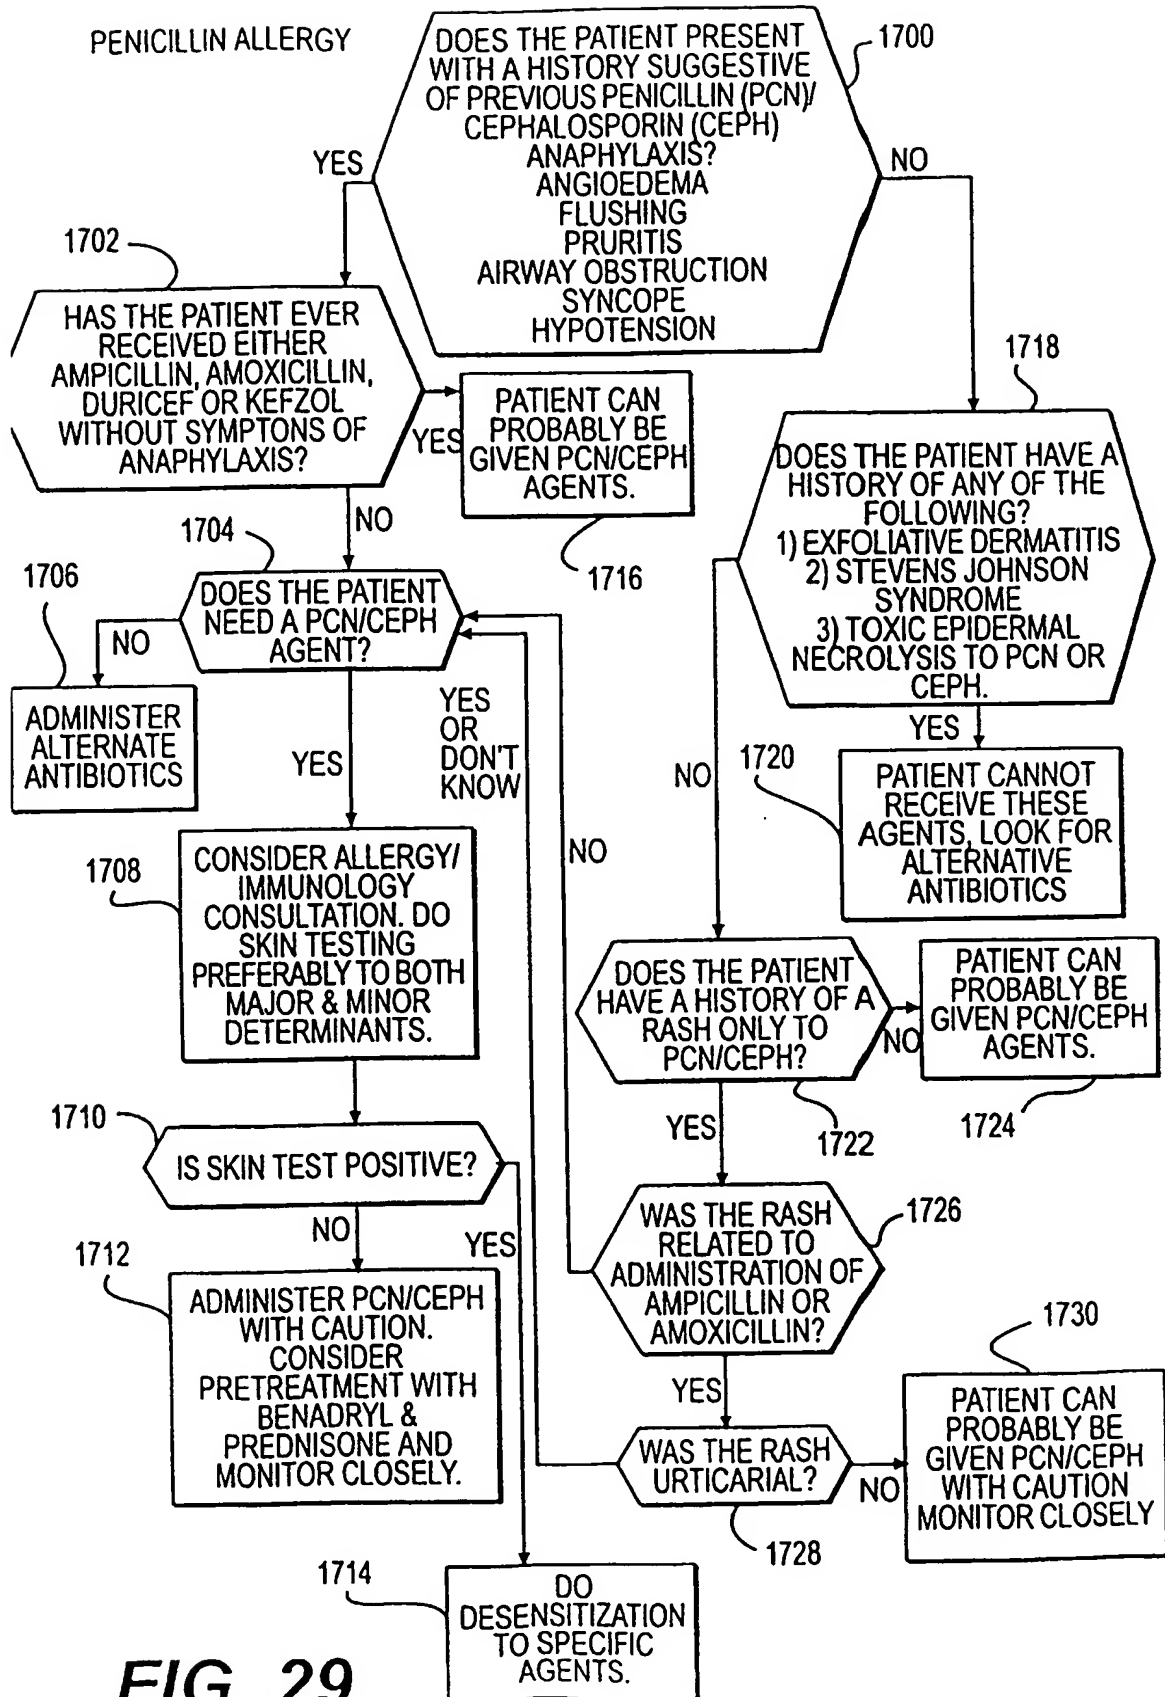 PENICILLIN ALLERGY
DOES THE PATIENT PRESENT
WITH A HISTORY SUGGESTIVE
OF PREVIOUS PENICILLIN (PCN)/
CEPHALOSPORIN (CEPH)
ANAPHYLAXIS?
ANGIOEDEMA
FLUSHING
PRURITIS
AIRWAY OBSTRUCTION
SYNCOPE
HYPOTENSION
1700
YES
NO
1702
HAS THE PATIENT EVER
RECEIVED EITHER
AMPICILLIN, AMOXICILLIN,
DURICEF OR KEFZOL
WITHOUT SYMPTONS OF
ANAPHYLAXIS?
YES
PATIENT CAN
PROBABLY BE
GIVEN PCN/CEPH
AGENTS.
1716
NO
1718
DOES THE PATIENT HAVE A
HISTORY OF ANY OF THE
FOLLOWING?
1) EXFOLIATIVE DERMATITIS
2) STEVENS JOHNSON
SYNDROME
3) TOXIC EPIDERMAL
NECROLYSIS TO PCN OR
CEPH.
1704
DOES THE PATIENT
NEED A PCN/CEPH
AGENT?
1706
NO
ADMINISTER
ALTERNATE
ANTIBIOTICS
YES
YES
OR
DON'T
KNOW
NO
NO
YES
1720
PATIENT CANNOT
RECEIVE THESE
AGENTS, LOOK FOR
ALTERNATIVE
ANTIBIOTICS
1708
CONSIDER ALLERGY/
IMMUNOLOGY
CONSULTATION. DO
SKIN TESTING
PREFERABLY TO BOTH
MAJOR & MINOR
DETERMINANTS.
DOES THE PATIENT
HAVE A HISTORY OF A
RASH ONLY TO
PCN/CEPH?
1722
NO
PATIENT CAN
PROBABLY BE
GIVEN PCN/CEPH
AGENTS.
1724
YES
1710
IS SKIN TEST POSITIVE?
NO
YES
1712
ADMINISTER PCN/CEPH
WITH CAUTION.
CONSIDER
PRETREATMENT WITH
BENADRYL &
PREDNISONE AND
MONITOR CLOSELY.
WAS THE RASH
RELATED TO
ADMINISTRATION OF
AMPICILLIN OR
AMOXICILLIN?
1726
YES
WAS THE RASH
URTICARIAL?
1728
NO
1730
PATIENT CAN
PROBABLY BE
GIVEN PCN/CEPH
WITH CAUTION
MONITOR CLOSELY
1714
DO
DESENSITIZATION
TO SPECIFIC
AGENTS.
FIG. 29